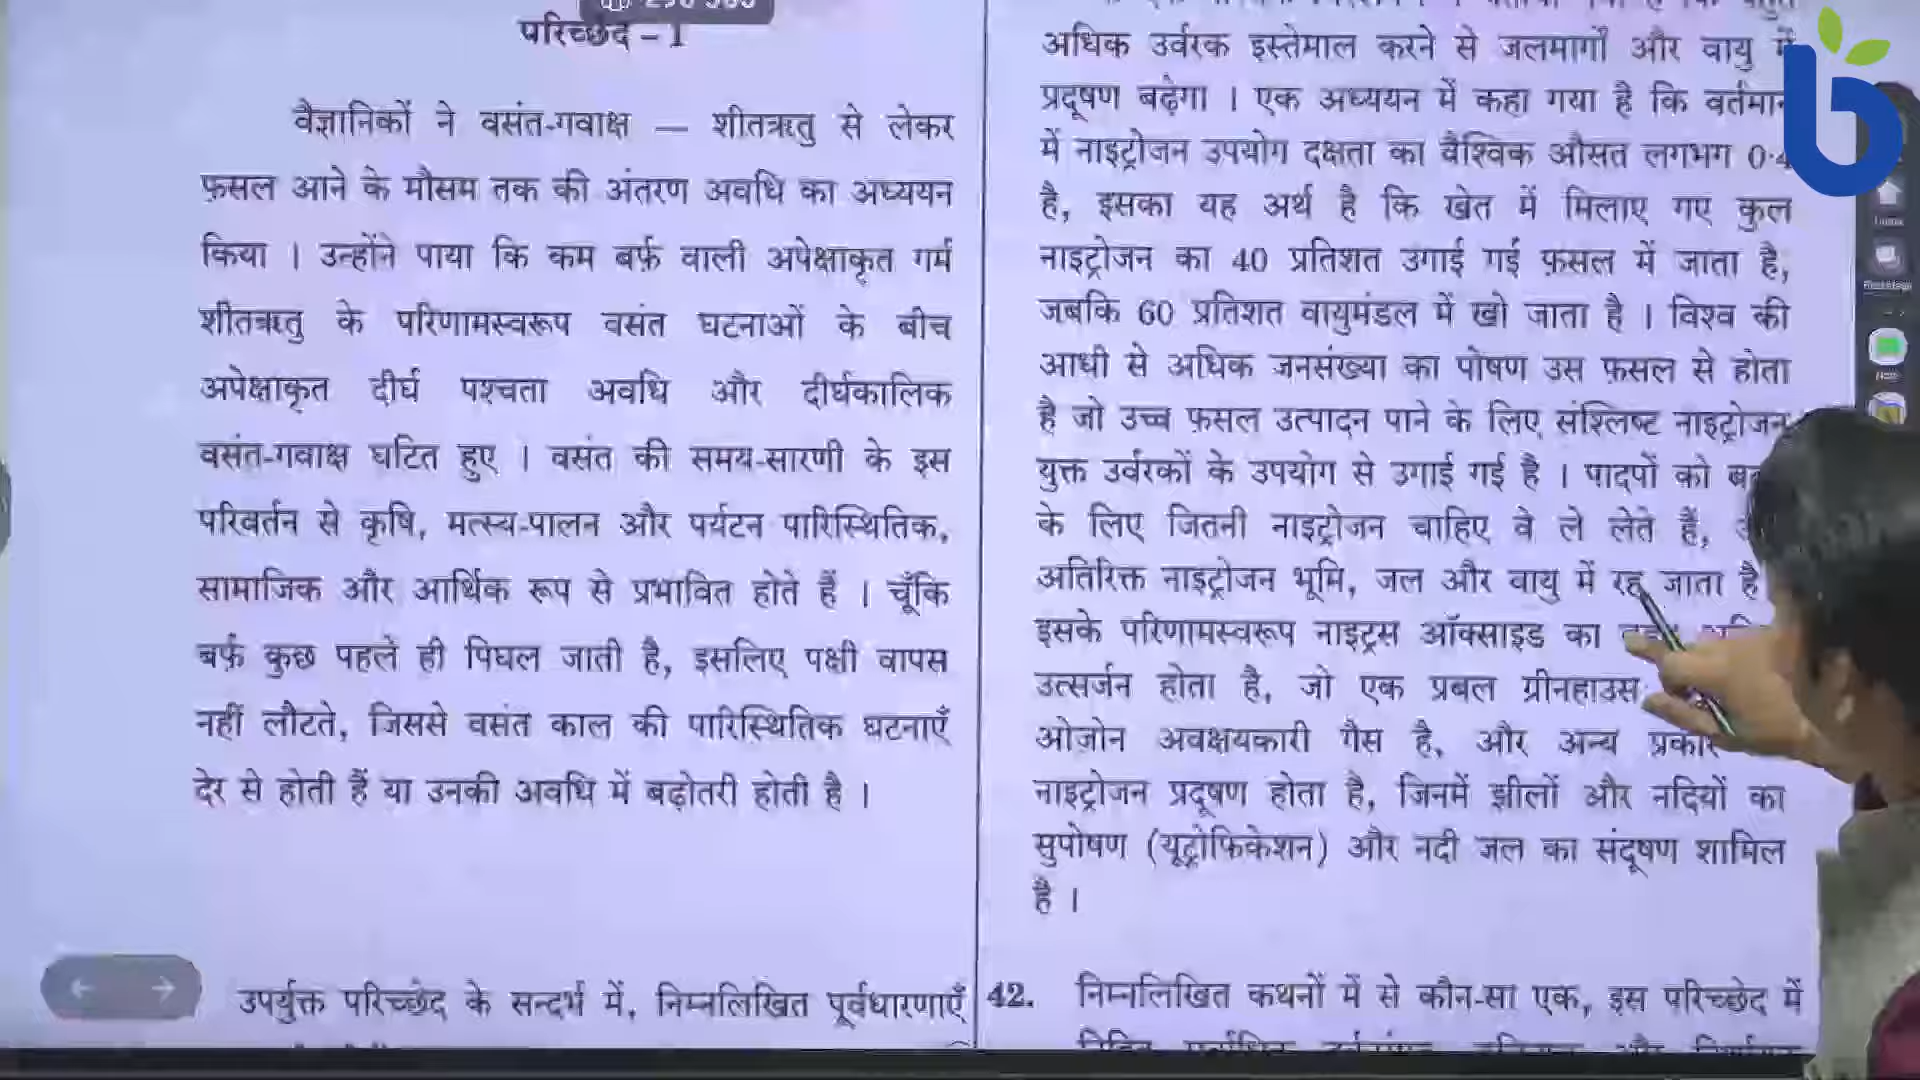 परिच्छेद – I
वैज्ञानिकों ने वसंत-गवाक्ष — शीतऋतु से लेकर
फ़सल आने के मौसम तक की अंतरण अवधि का अध्ययन
किया । उन्होंने पाया कि कम बर्फ़ वाली अपेक्षाकृत गर्म
शीतऋतु के परिणामस्वरूप वसंत घटनाओं के बीच
अपेक्षाकृत दीर्घ पश्चता अवधि और दीर्घकालिक
वसंत-गवाक्ष घटित हुए । वसंत की समय-सारणी के इस
परिवर्तन से कृषि, मत्स्य-पालन और पर्यटन पारिस्थितिक,
सामाजिक और आर्थिक रूप से प्रभावित होते हैं । चूँकि
बर्फ़ कुछ पहले ही पिघल जाती है, इसलिए पक्षी वापस
नहीं लौटते, जिससे वसंत काल की पारिस्थितिक घटनाएँ
देर से होती हैं या उनकी अवधि में बढ़ोतरी होती है ।
उपर्युक्त परिच्छेद के सन्दर्भ में, निम्नलिखित पूर्वधारणाएँ
अधिक उर्वरक इस्तेमाल करने से जलमार्गों और वायु में
प्रदूषण बढ़ेगा । एक अध्ययन में कहा गया है कि वर्तमान
में नाइट्रोजन उपयोग दक्षता का वैश्विक औसत लगभग 0·4
है, इसका यह अर्थ है कि खेत में मिलाए गए कुल
नाइट्रोजन का 40 प्रतिशत उगाई गई फ़सल में जाता है,
जबकि 60 प्रतिशत वायुमंडल में खो जाता है । विश्व की
आधी से अधिक जनसंख्या का पोषण उस फ़सल से होता
है जो उच्च फ़सल उत्पादन पाने के लिए संश्लिष्ट नाइट्रोजन
युक्त उर्वरकों के उपयोग से उगाई गई है । पादपों को
के लिए जितनी नाइट्रोजन चाहिए वे ले लेते हैं,
अतिरिक्त नाइट्रोजन भूमि, जल और वायु में रह जाता है
इसके परिणामस्वरूप नाइट्रस ऑक्साइड का
उत्सर्जन होता है, जो एक प्रबल ग्रीनहाउस
ओज़ोन अवक्षयकारी गैस है, और अन्य प्रकार
नाइट्रोजन प्रदूषण होता है, जिनमें झीलों और नदियों का
सुपोषण (यूट्रोफिकेशन) और नदी जल का संदूषण शामिल
है ।
42. निम्नलिखित कथनों में से कौन-सा एक, इस परिच्छेद में